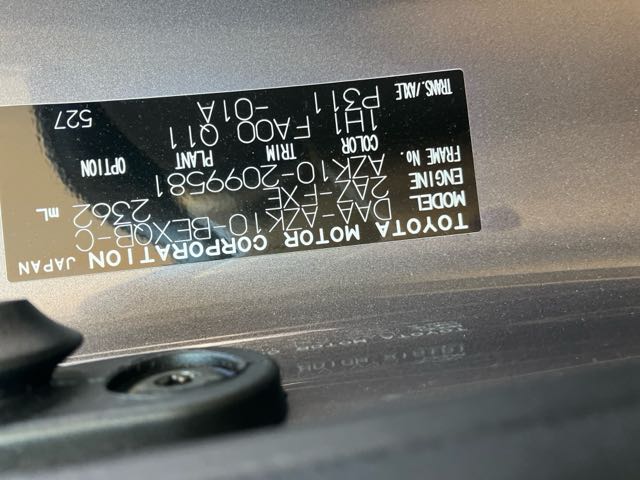 TOYOTA MOTOR CORPORATION JAPAN
MODEL DAA-AZK10-BEXQB-C
ENGINE 2AZ-FXE 2362 mL
FRAME No. AZK10-2099581
COLOR TRIM PLANT OPTION
1H1 FA00 Q11 527
TRANS./AXLE P311 -01A